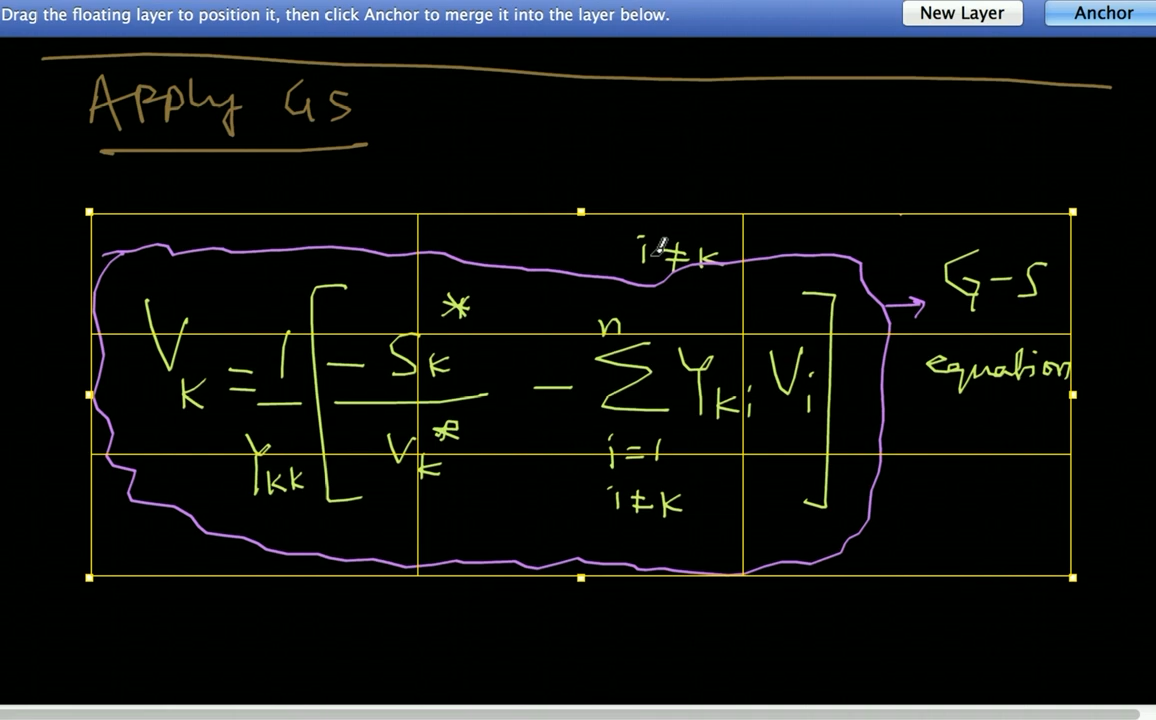 Drag the floating layer to position it, then click Anchor to merge it into the layer below.
New Layer
Anchor
Apply GS
i ≠ k
V_k = 1/Y_kk [ -S_k^*/V_k^* - Σ_{i=1, i≠k}^{n} Y_ki V_i ] → G-S equation